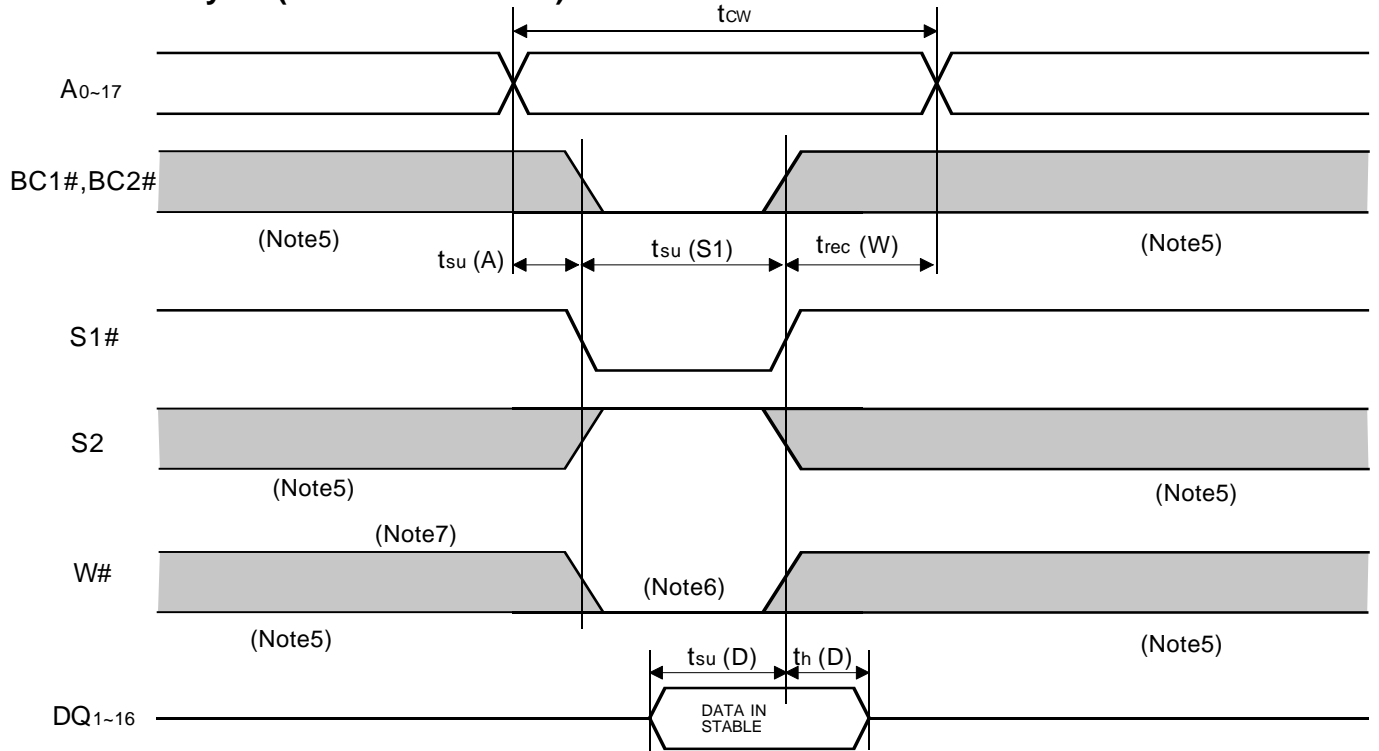 tCW
A0~17
BC1#,BC2#
(Note5)
(Note5)
tsu (A)
tsu (S1)
trec (W)
S1#
S2
(Note5)
(Note5)
(Note7)
W#
(Note6)
(Note5)
(Note5)
tsu (D)
th (D)
DQ1~16
DATA IN
STABLE